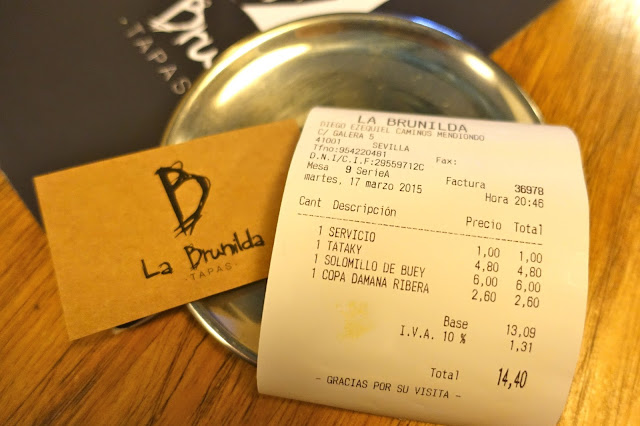 Brunilda
.TAPAS.
B
La Brunilda
.TAPAS.
LA BRUNILDA
DIEGO EZEQUIEL CAMINOS MENDIONDO
C/ GALERA 5
41001 SEVILLA
Tfno:954220481 Fax:
D.N.I/C.I.F:29559712C
Mesa 9 SerieA Factura 36978
martes, 17 marzo 2015 Hora 20:46
Cant Descripción Precio Total
1 SERVICIO 1,00 1,00
1 TATAKY 4,80 4,80
1 SOLOMILLO DE BUEY 6,00 6,00
1 COPA DAMANA RIBERA 2,60 2,60
Base 13,09
I.V.A. 10 % 1,31
Total 14,40
- GRACIAS POR SU VISITA -